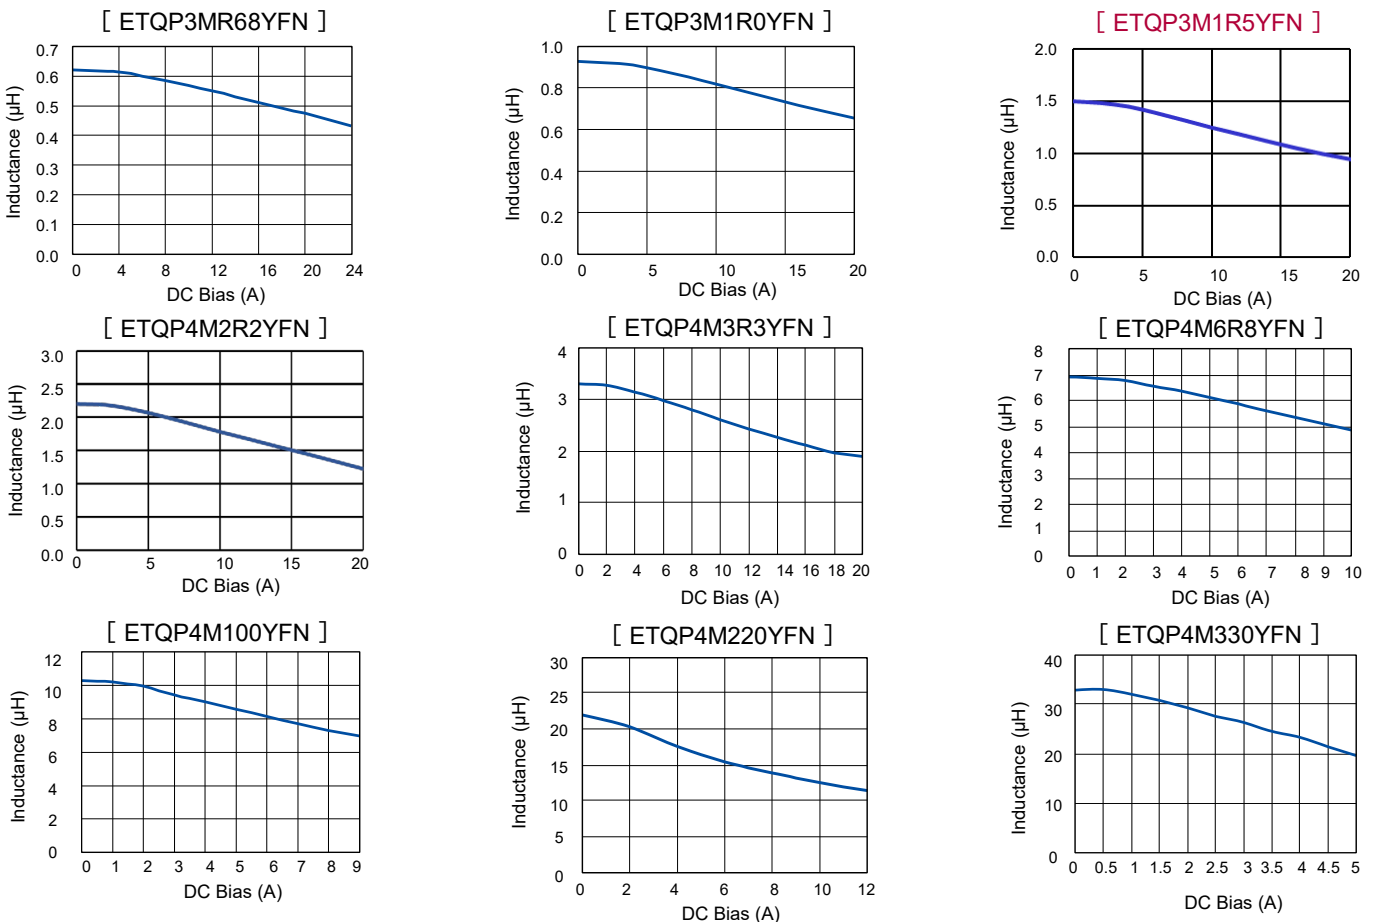 [ ETQP3MR68YFN ]
0.7
0.6
0.5
0.4
0.3
0.2
0.1
0.0
Inductance (μH)
0 4 8 12 16 20 24
DC Bias (A)
[ ETQP3M1R0YFN ]
1.0
0.8
0.6
0.4
0.2
0.0
Inductance (μH)
0 5 10 15 20
DC Bias (A)
[ ETQP3M1R5YFN ]
2.0
1.5
1.0
0.5
0.0
Inductance (μH)
0 5 10 15 20
DC Bias (A)
[ ETQP4M2R2YFN ]
3.0
2.5
2.0
1.5
1.0
0.5
0.0
Inductance (μH)
0 5 10 15 20
DC Bias (A)
[ ETQP4M3R3YFN ]
4
3
2
1
0
Inductance (μH)
0 2 4 6 8 10 12 14 16 18 20
DC Bias (A)
[ ETQP4M6R8YFN ]
8
7
6
5
4
3
2
1
0
Inductance (μH)
0 1 2 3 4 5 6 7 8 9 10
DC Bias (A)
[ ETQP4M100YFN ]
12
10
8
6
4
2
0
Inductance (μH)
0 1 2 3 4 5 6 7 8 9
DC Bias (A)
[ ETQP4M220YFN ]
30
25
20
15
10
5
0
Inductance (μH)
0 2 4 6 8 10 12
DC Bias (A)
[ ETQP4M330YFN ]
40
30
20
10
0
Inductance (μH)
0 0.5 1 1.5 2 2.5 3 3.5 4 4.5 5
DC Bias (A)